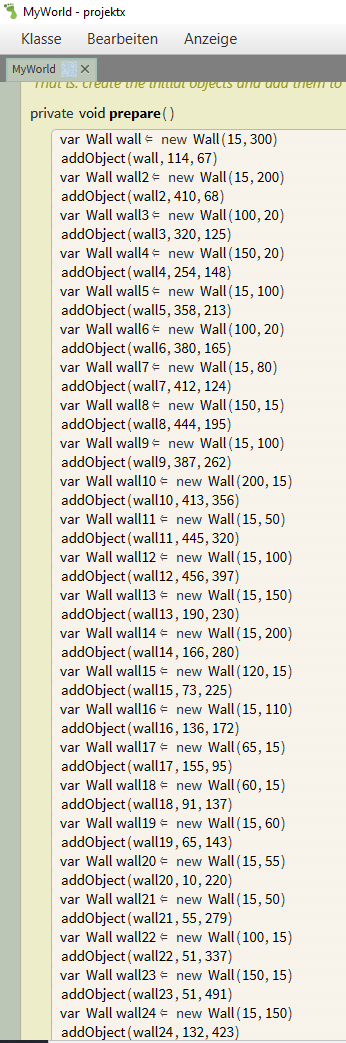 MyWorld - projektx
Klasse Bearbeiten Anzeige
MyWorld
That is: create the initial objects and add them to
private void prepare()
var Wall wall ⇐ new Wall(15, 300)
addObject(wall, 114, 67)
var Wall wall2 ⇐ new Wall(15, 200)
addObject(wall2, 410, 68)
var Wall wall3 ⇐ new Wall(100, 20)
addObject(wall3, 320, 125)
var Wall wall4 ⇐ new Wall(150, 20)
addObject(wall4, 254, 148)
var Wall wall5 ⇐ new Wall(15, 100)
addObject(wall5, 358, 213)
var Wall wall6 ⇐ new Wall(100, 20)
addObject(wall6, 380, 165)
var Wall wall7 ⇐ new Wall(15, 80)
addObject(wall7, 412, 124)
var Wall wall8 ⇐ new Wall(150, 15)
addObject(wall8, 444, 195)
var Wall wall9 ⇐ new Wall(15, 100)
addObject(wall9, 387, 262)
var Wall wall10 ⇐ new Wall(200, 15)
addObject(wall10, 413, 356)
var Wall wall11 ⇐ new Wall(15, 50)
addObject(wall11, 445, 320)
var Wall wall12 ⇐ new Wall(15, 100)
addObject(wall12, 456, 397)
var Wall wall13 ⇐ new Wall(15, 150)
addObject(wall13, 190, 230)
var Wall wall14 ⇐ new Wall(15, 200)
addObject(wall14, 166, 280)
var Wall wall15 ⇐ new Wall(120, 15)
addObject(wall15, 73, 225)
var Wall wall16 ⇐ new Wall(15, 110)
addObject(wall16, 136, 172)
var Wall wall17 ⇐ new Wall(65, 15)
addObject(wall17, 155, 95)
var Wall wall18 ⇐ new Wall(60, 15)
addObject(wall18, 91, 137)
var Wall wall19 ⇐ new Wall(15, 60)
addObject(wall19, 65, 143)
var Wall wall20 ⇐ new Wall(15, 55)
addObject(wall20, 10, 220)
var Wall wall21 ⇐ new Wall(15, 50)
addObject(wall21, 55, 279)
var Wall wall22 ⇐ new Wall(100, 15)
addObject(wall22, 51, 337)
var Wall wall23 ⇐ new Wall(150, 15)
addObject(wall23, 51, 491)
var Wall wall24 ⇐ new Wall(15, 150)
addObject(wall24, 132, 423)